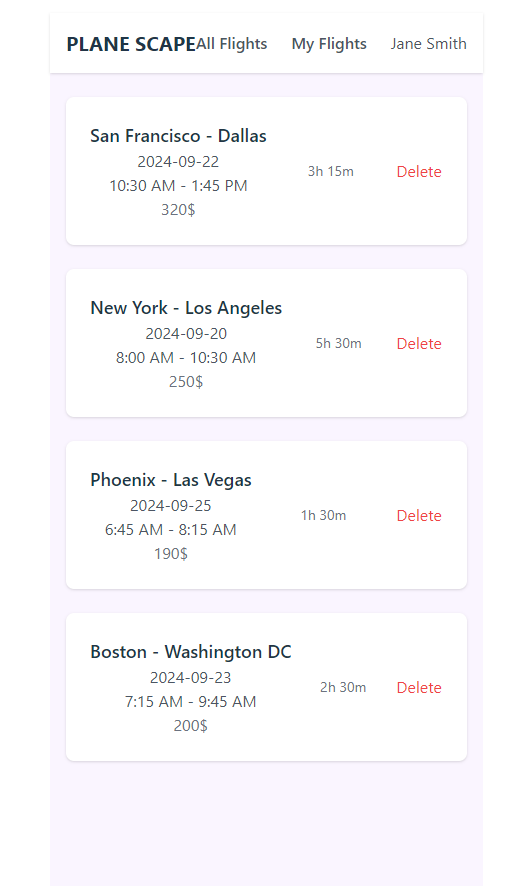 PLANE SCAPE All Flights My Flights Jane Smith
San Francisco - Dallas
2024-09-22
10:30 AM - 1:45 PM
320$
3h 15m
Delete
New York - Los Angeles
2024-09-20
8:00 AM - 10:30 AM
250$
5h 30m
Delete
Phoenix - Las Vegas
2024-09-25
6:45 AM - 8:15 AM
190$
1h 30m
Delete
Boston - Washington DC
2024-09-23
7:15 AM - 9:45 AM
200$
2h 30m
Delete